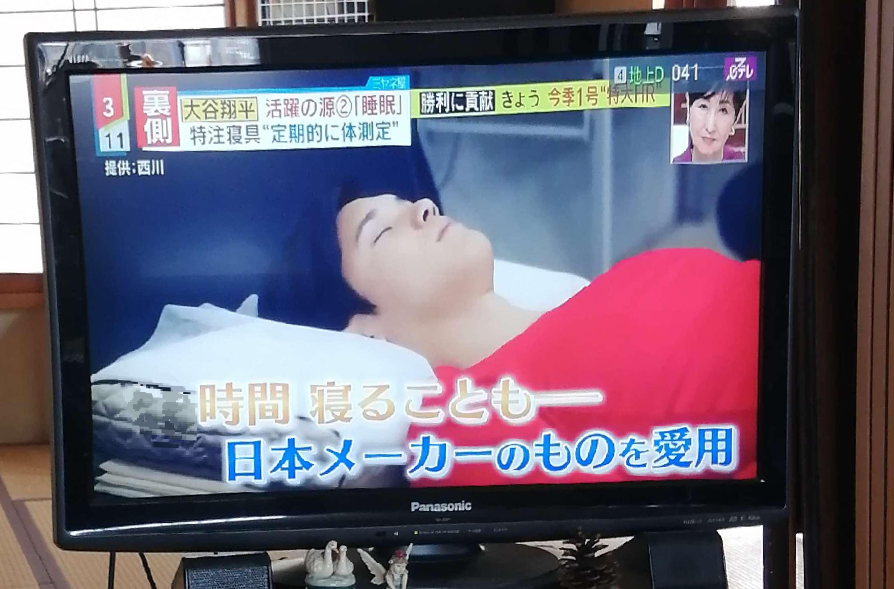 ミヤネ屋
4 地上D 041
日テレ
3
11
裏側
大谷翔平 活躍の源②「睡眠」
特注寝具“定期的に体測定”
勝利に貢献 きょう 今季1号“特大HR”
提供:西川
時間 寝ることも──
日本メーカーのものを愛用
Panasonic